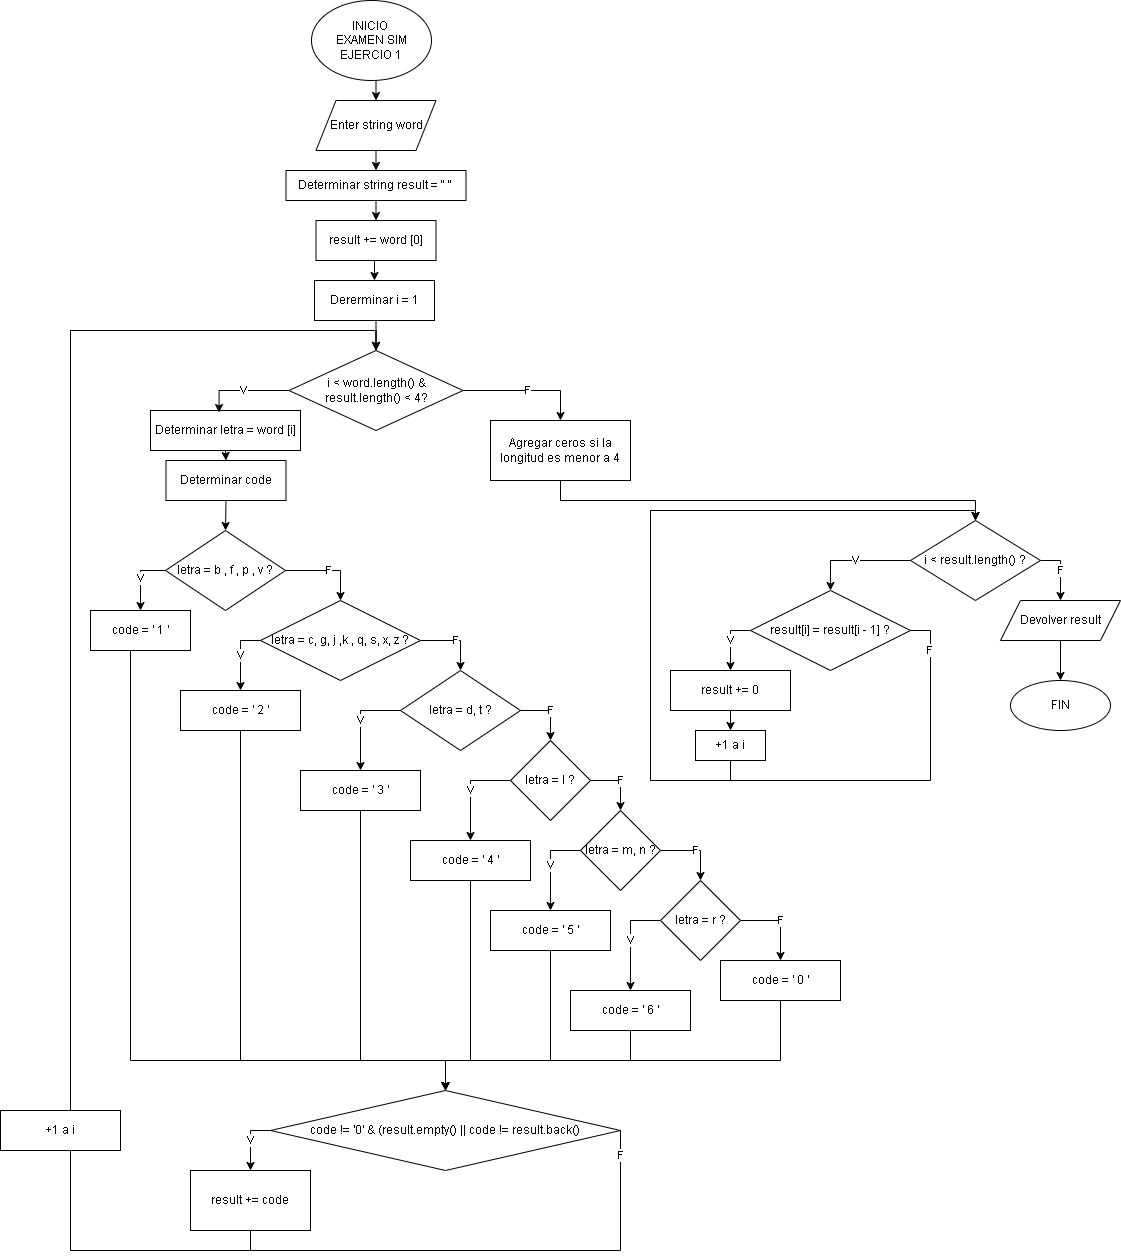 INICIO
EXAMEN SIM
EJERCIO 1
Enter string word
Determinar string result = " "
result += word [0]
Dererminar i = 1
i < word.length() &
result.length() < 4?
V
F
Determinar letra = word [i]
Determinar code
Agregar ceros si la
longitud es menor a 4
letra = b , f , p , v ?
V
F
code = ' 1 '
letra = c, g, j ,k , q, s, x, z ?
V
F
code = ' 2 '
letra = d, t ?
V
F
code = ' 3 '
letra = l ?
V
F
code = ' 4 '
letra = m, n ?
V
F
code = ' 5 '
letra = r ?
V
F
code = ' 6 '
code = ' 0 '
i < result.length() ?
V
F
result[i] = result[i - 1] ?
V
F
result += 0
+1 a i
Devolver result
FIN
code != '0' & (result.empty() || code != result.back()
V
F
result += code
+1 a i